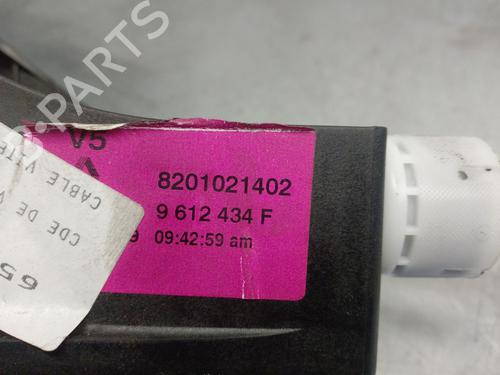 V5
8201021402
9 612 434 F
9 09:42:59 am
CDE DE V
CABLE VITE
65
B-PARTS